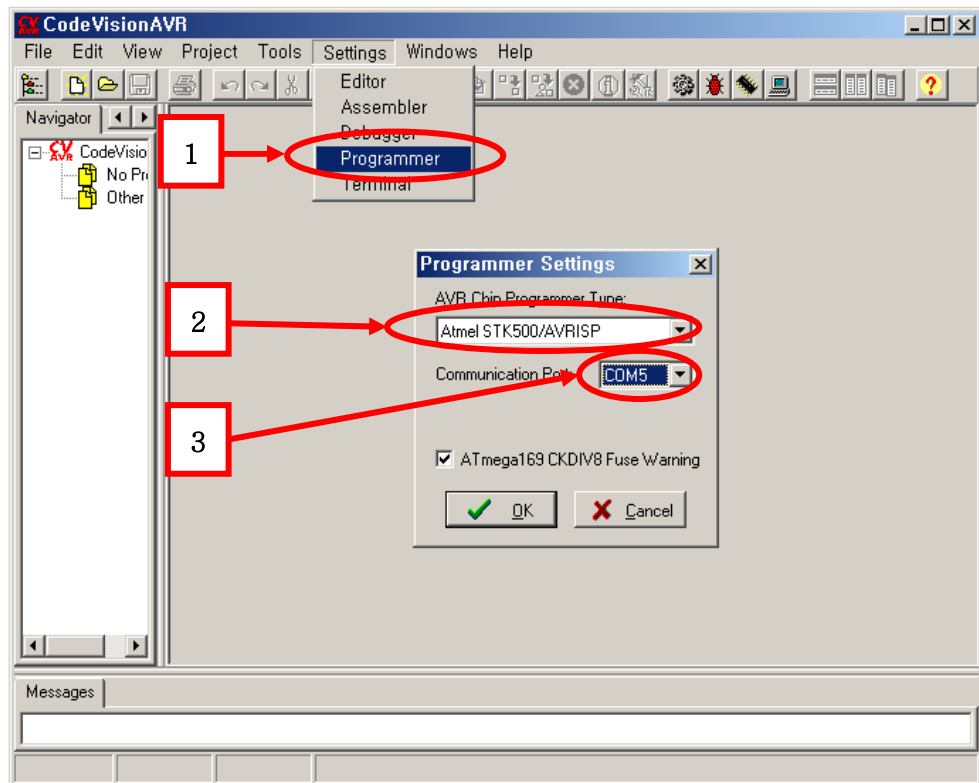 CodeVisionAVR
File Edit View Project Tools Settings Windows Help
Editor
Assembler
Debugger
Programmer
Terminal
Navigator
CodeVisio
No Pr
Other
1
2
3
Programmer Settings
AVR Chip Programmer Type:
Atmel STK500/AVRISP
Communication Port:
COM5
ATmega169 CKDIV8 Fuse Warning
OK Cancel
Messages